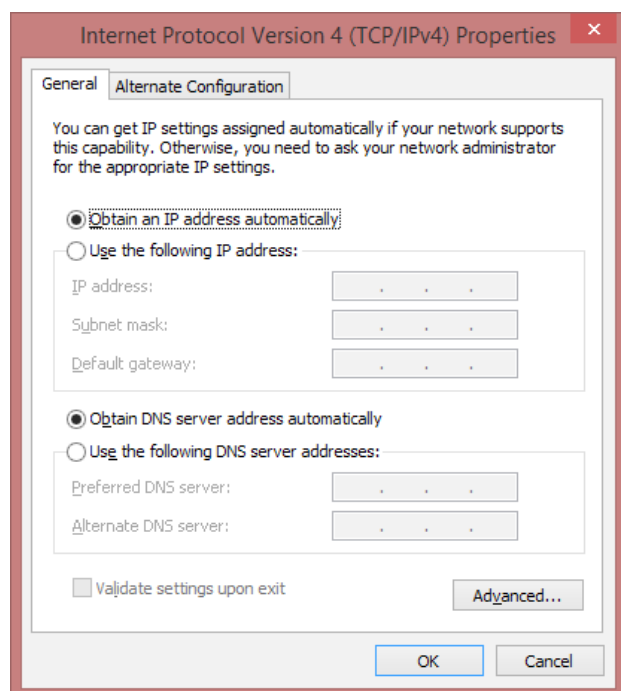 Internet Protocol Version 4 (TCP/IPv4) Properties
General
Alternate Configuration
You can get IP settings assigned automatically if your network supports
this capability. Otherwise, you need to ask your network administrator
for the appropriate IP settings.
Obtain an IP address automatically
Use the following IP address:
IP address:
Subnet mask:
Default gateway:
Obtain DNS server address automatically
Use the following DNS server addresses:
Preferred DNS server:
Alternate DNS server:
Validate settings upon exit
Advanced...
OK
Cancel